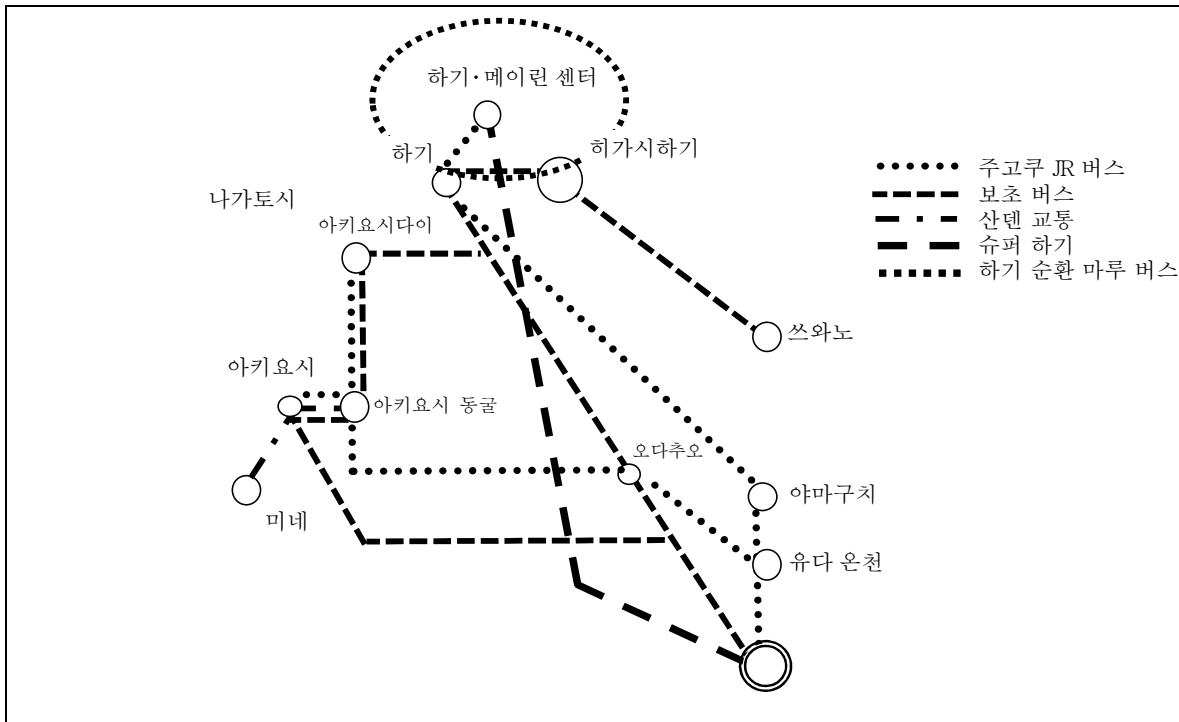 하기·메이린 센터
하기
히가시하기
나가토시
아키요시다이
쓰와노
아키요시
아키요시 동굴
오다추오
야마구치
미네
유다 온천
주고쿠 JR 버스
보초 버스
산덴 교통
슈퍼 하기
하기 순환 마루 버스